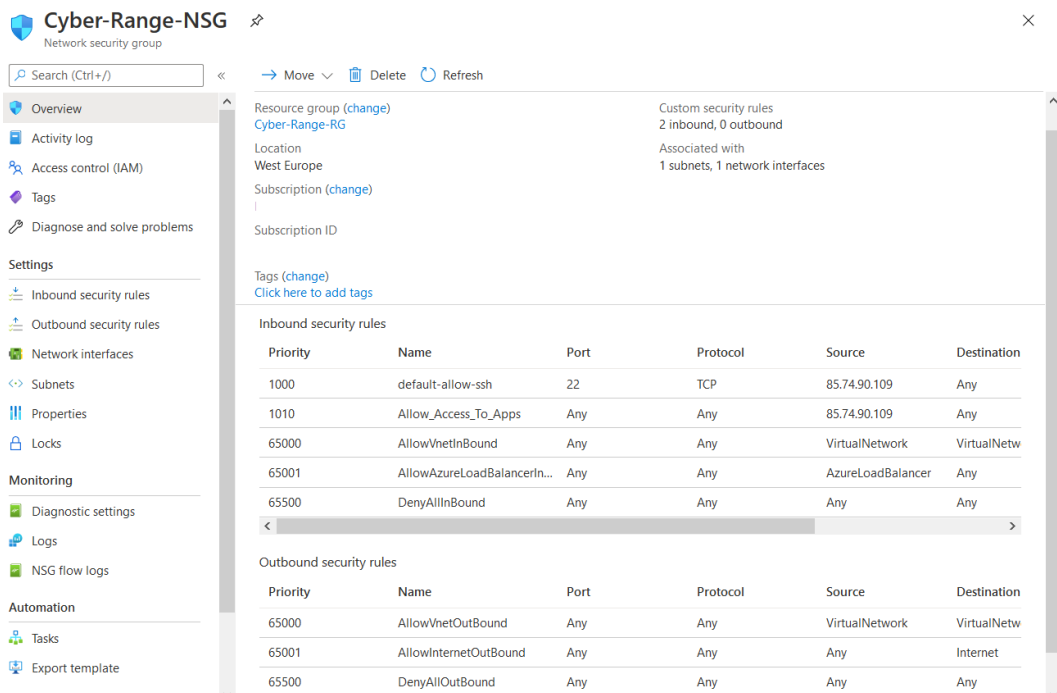 Cyber-Range-NSG
Network security group
Search (Ctrl+/)
«
Overview
Activity log
Access control (IAM)
Tags
Diagnose and solve problems
Settings
Inbound security rules
Outbound security rules
Network interfaces
Subnets
Properties
Locks
Monitoring
Diagnostic settings
Logs
NSG flow logs
Automation
Tasks
Export template
Move Delete Refresh
Resource group (change)
Cyber-Range-RG
Location
West Europe
Subscription (change)
Subscription ID
Custom security rules
2 inbound, 0 outbound
Associated with
1 subnets, 1 network interfaces
Tags (change)
Click here to add tags
Inbound security rules
Priority Name Port Protocol Source Destination
1000 default-allow-ssh 22 TCP 85.74.90.109 Any
1010 Allow_Access_To_Apps Any Any 85.74.90.109 Any
65000 AllowVnetInBound Any Any VirtualNetwork VirtualNetw
65001 AllowAzureLoadBalancerIn... Any Any AzureLoadBalancer Any
65500 DenyAllInBound Any Any Any Any
Outbound security rules
Priority Name Port Protocol Source Destination
65000 AllowVnetOutBound Any Any VirtualNetwork VirtualNetw
65001 AllowInternetOutBound Any Any Any Internet
65500 DenyAllOutBound Any Any Any Any